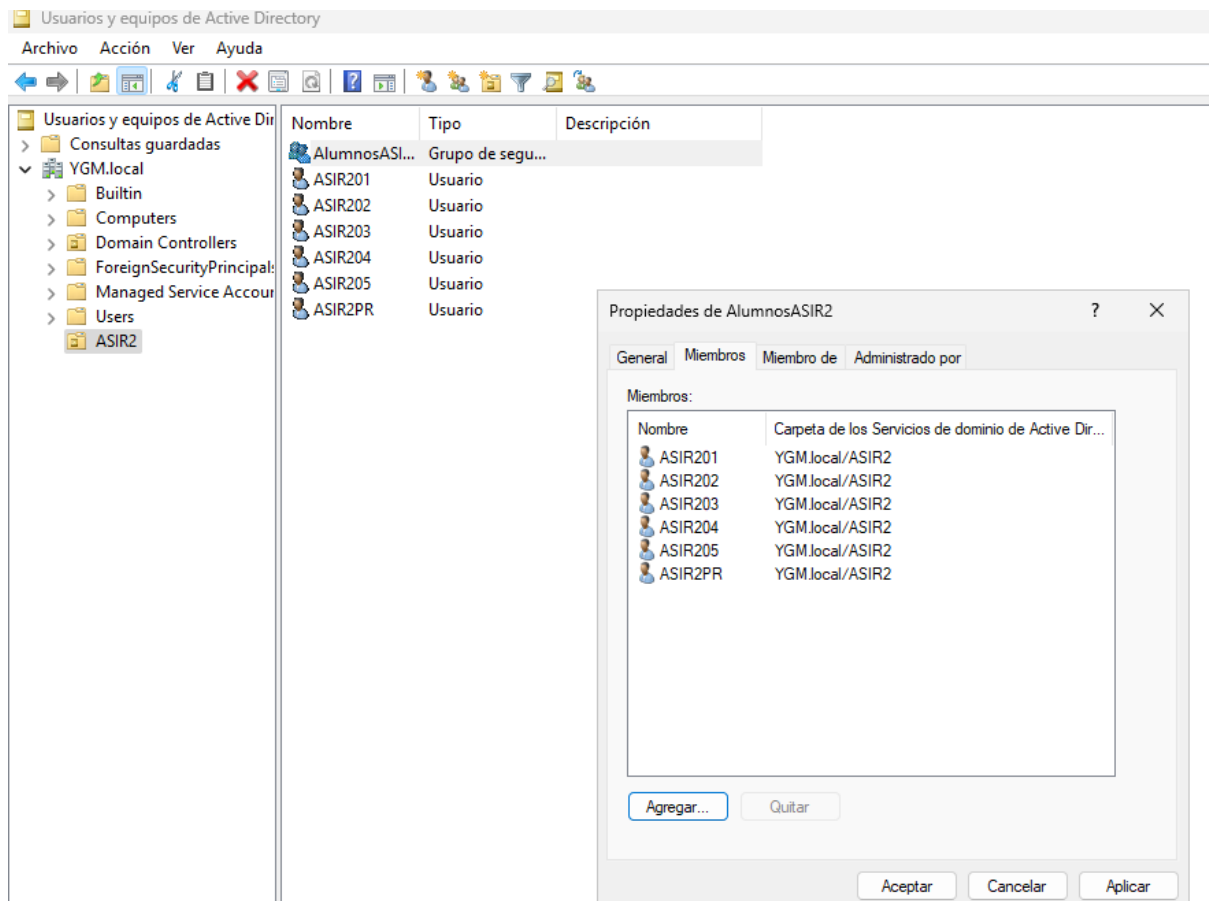 Usuarios y equipos de Active Directory
Archivo Acción Ver Ayuda
Usuarios y equipos de Active Dir
Consultas guardadas
YGM.local
Builtin
Computers
Domain Controllers
ForeignSecurityPrincipal:
Managed Service Accour
Users
ASIR2
Nombre Tipo Descripción
AlumnosASI... Grupo de segu...
ASIR201 Usuario
ASIR202 Usuario
ASIR203 Usuario
ASIR204 Usuario
ASIR205 Usuario
ASIR2PR Usuario
Propiedades de AlumnosASIR2 ? ×
General Miembros Miembro de Administrado por
Miembros:
Nombre Carpeta de los Servicios de dominio de Active Dir...
ASIR201 YGM.local/ASIR2
ASIR202 YGM.local/ASIR2
ASIR203 YGM.local/ASIR2
ASIR204 YGM.local/ASIR2
ASIR205 YGM.local/ASIR2
ASIR2PR YGM.local/ASIR2
Agregar... Quitar
Aceptar Cancelar Aplicar